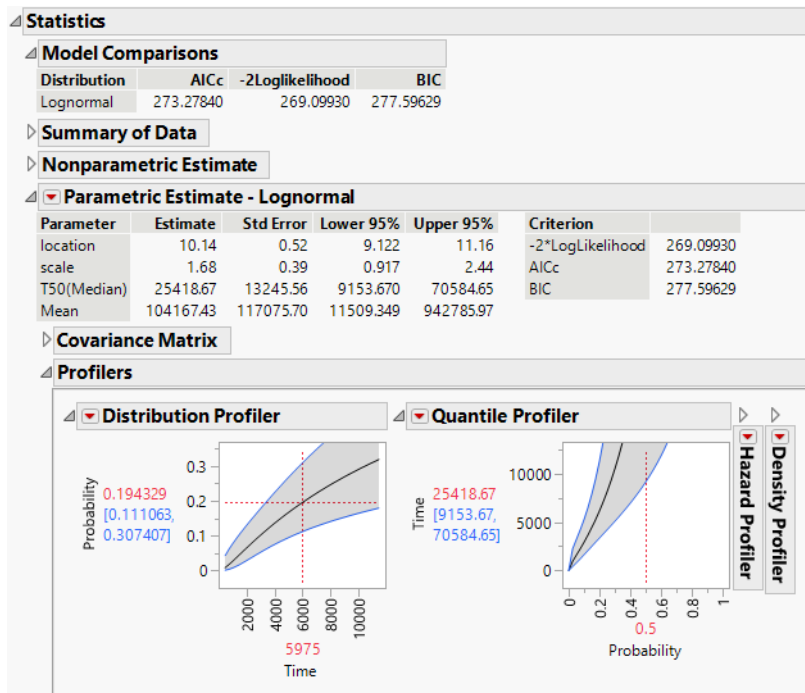 Statistics
Model Comparisons
Distribution AICc -2Loglikelihood BIC
Lognormal 273.27840 269.09930 277.59629
Summary of Data
Nonparametric Estimate
Parametric Estimate - Lognormal
Parameter Estimate Std Error Lower 95% Upper 95%
location 10.14 0.52 9.122 11.16
scale 1.68 0.39 0.917 2.44
T50(Median) 25418.67 13245.56 9153.670 70584.65
Mean 104167.43 117075.70 11509.349 942785.97
Criterion
-2*LogLikelihood 269.09930
AICc 273.27840
BIC 277.59629
Covariance Matrix
Profilers
Distribution Profiler
Probability
0.194329
[0.111063,
0.307407]
0.3
0.2
0.1
0
2000
4000
6000
8000
10000
5975
Time
Quantile Profiler
Time
25418.67
[9153.67,
70584.65]
10000
5000
0
0
0.2
0.4
0.6
0.8
1
0.5
Probability
Hazard Profiler
Density Profiler